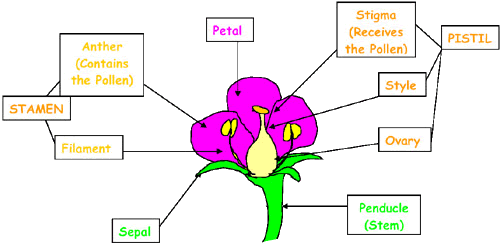 Petal
Stigma
(Receives
the Pollen)
PISTIL
Anther
(Contains
the Pollen)
STAMEN
Style
Filament
Ovary
Sepal
Penducle
(Stem)